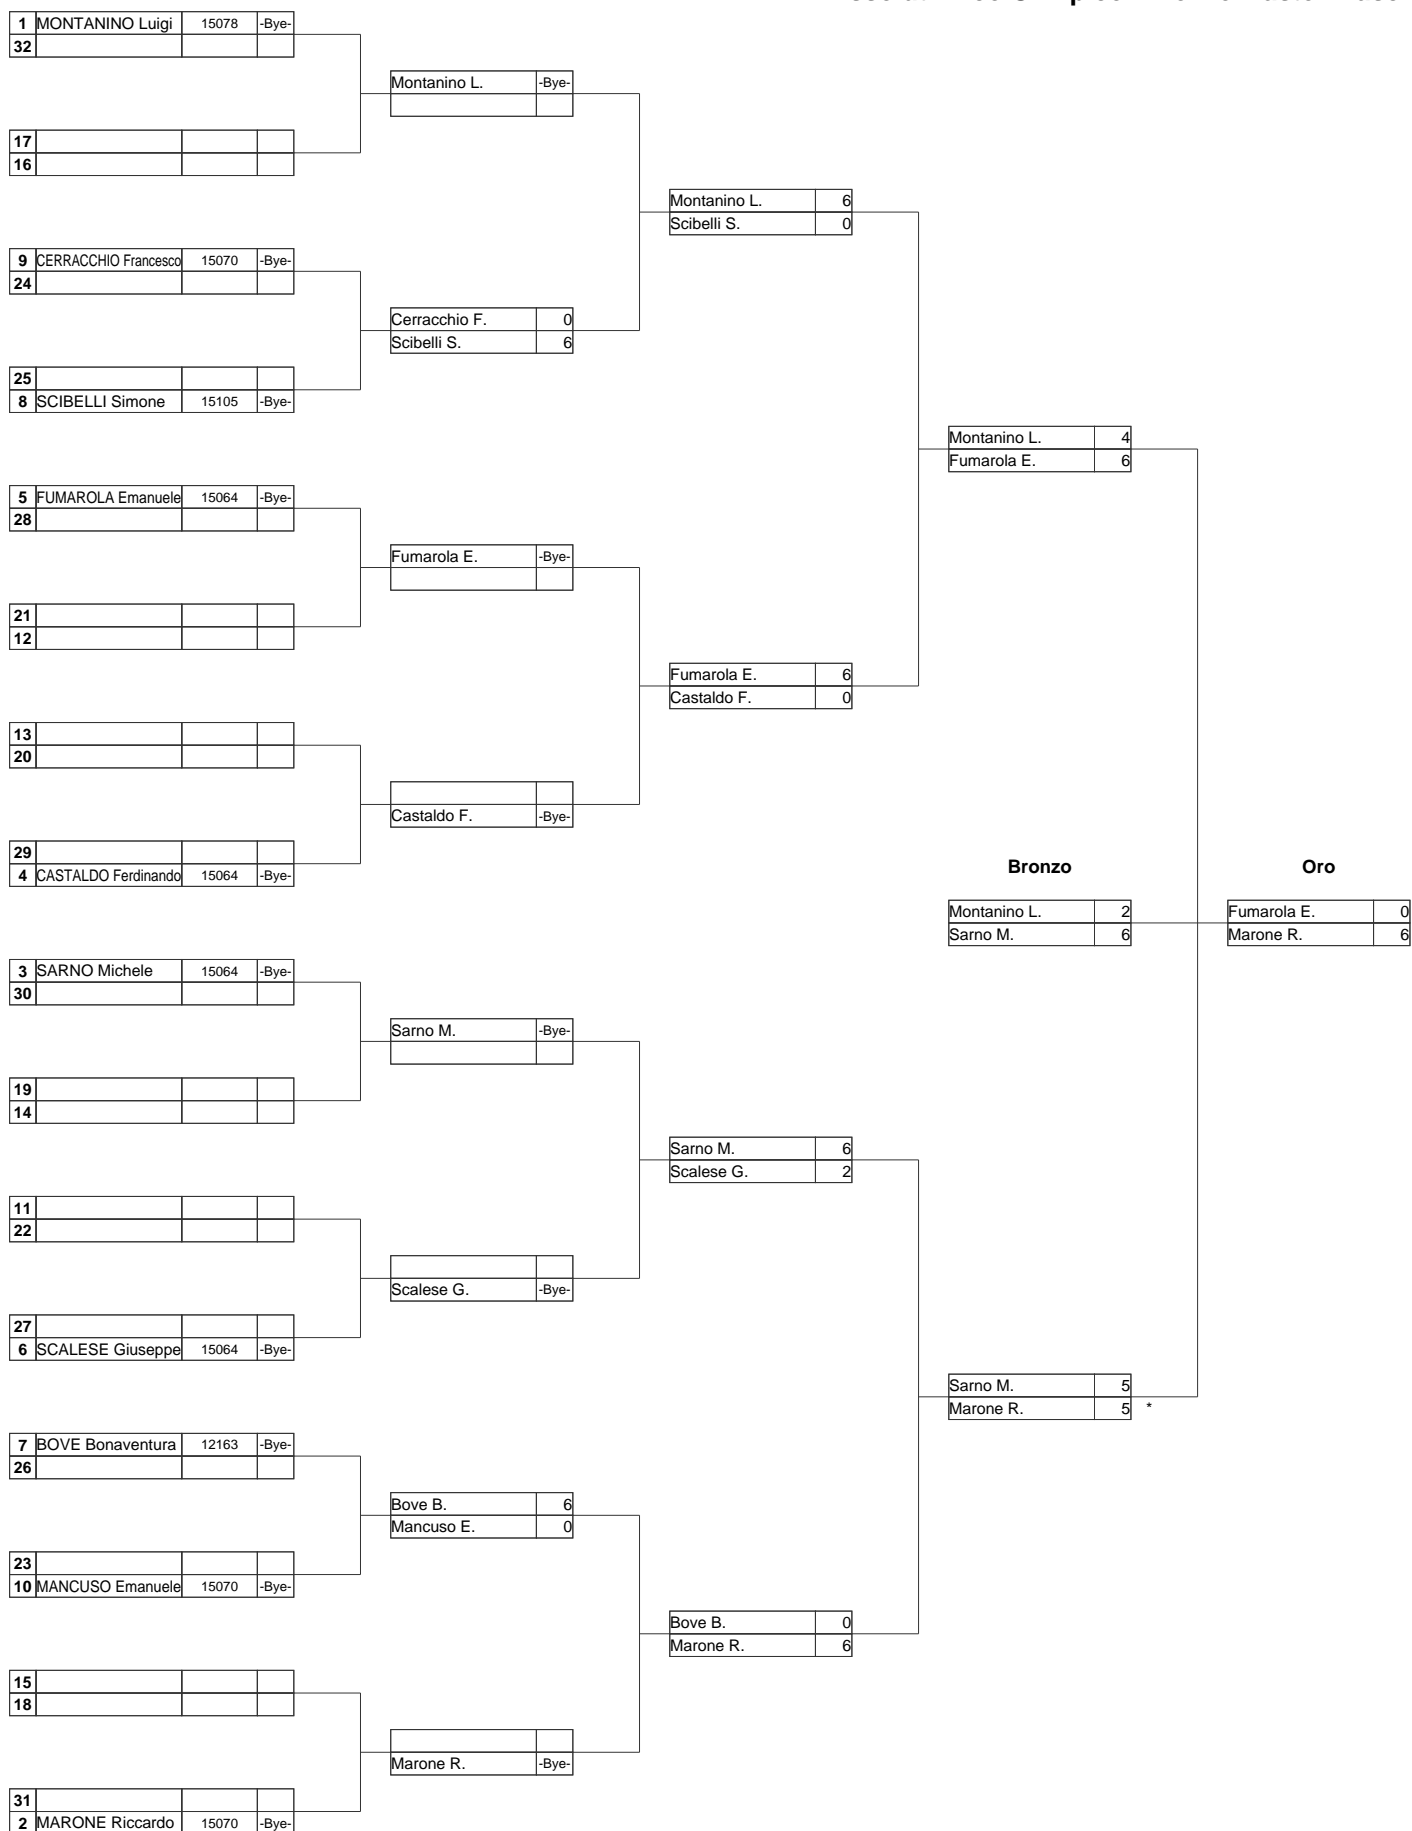 1 MONTANINO Luigi 15078 -Bye-
32
Montanino L. -Bye-
17
16
Montanino L. 6
Scibelli S. 0
9 CERRACCHIO Francesco 15070 -Bye-
24
Cerracchio F. 0
Scibelli S. 6
25
8 SCIBELLI Simone 15105 -Bye-
Montanino L. 4
Fumarola E. 6
5 FUMAROLA Emanuele 15064 -Bye-
28
Fumarola E. -Bye-
21
12
Fumarola E. 6
Castaldo F. 0
13
20
Castaldo F. -Bye-
29
4 CASTALDO Ferdinando 15064 -Bye-
Bronzo Oro
Montanino L. 2 Fumarola E. 0
Sarno M. 6 Marone R. 6
3 SARNO Michele 15064 -Bye-
30
Sarno M. -Bye-
19
14
Sarno M. 6
Scalese G. 2
11
22
Scalese G. -Bye-
27
6 SCALESE Giuseppe 15064 -Bye-
Sarno M. 5
Marone R. 5 *
7 BOVE Bonaventura 12163 -Bye-
26
Bove B. 6
Mancuso E. 0
23
10 MANCUSO Emanuele 15070 -Bye-
Bove B. 0
Marone R. 6
15
18
Marone R. -Bye-
31
2 MARONE Riccardo 15070 -Bye-